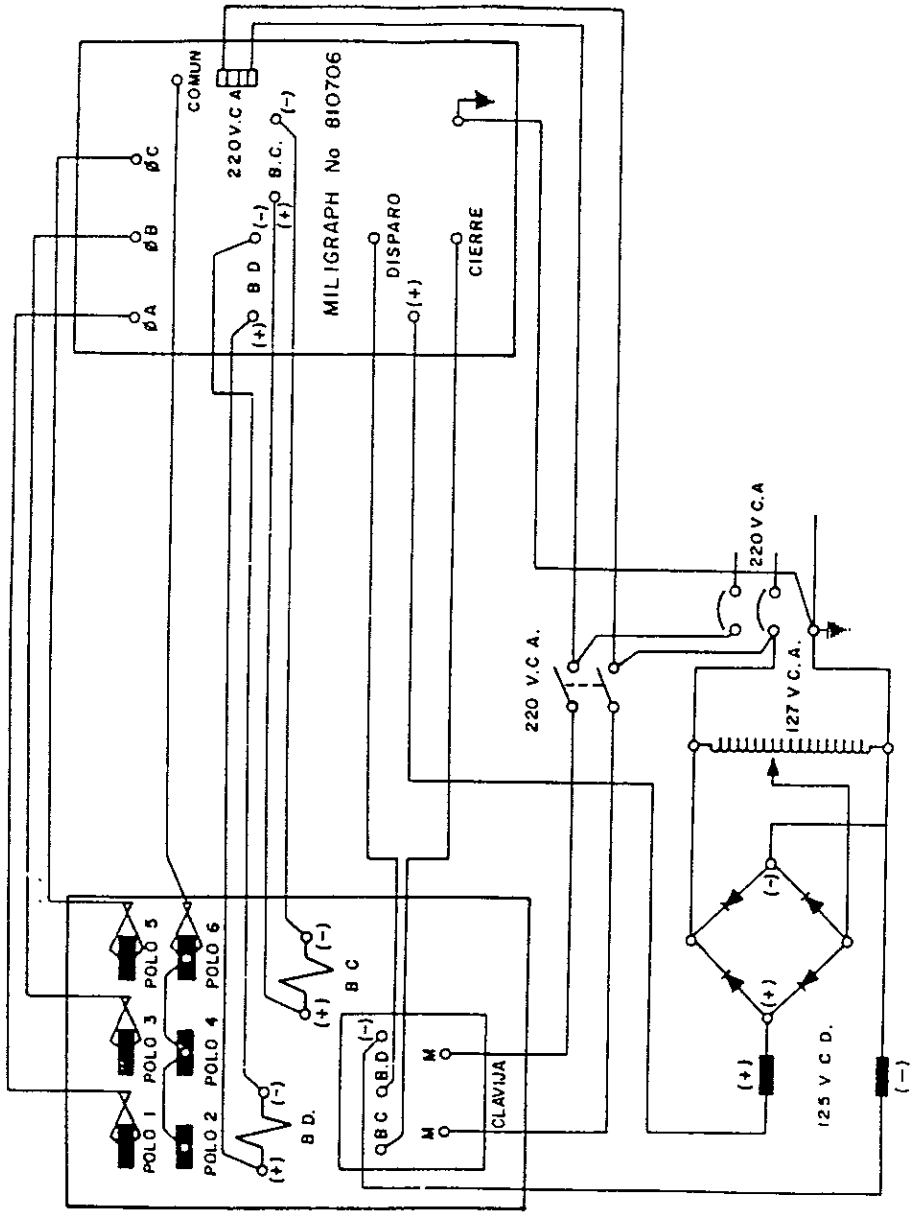 POLO 1
POLO 3
POLO 5
POLO 2
POLO 4
POLO 6
(+)
(-)
B D.
(+)
(-)
B C
B C
B.D
(-)
M
M
CLAVIJA
ØA
ØB
ØC
COMUN
220V.C A
(+)
B D
(-)
(+)
B.C.
(-)
MILIGRAPH No 810706
DISPARO
(+)
CIERRE
220 V.C A.
220 V C.A
127 V C.A.
(+)
(-)
(+)
125 V C D.
(-)